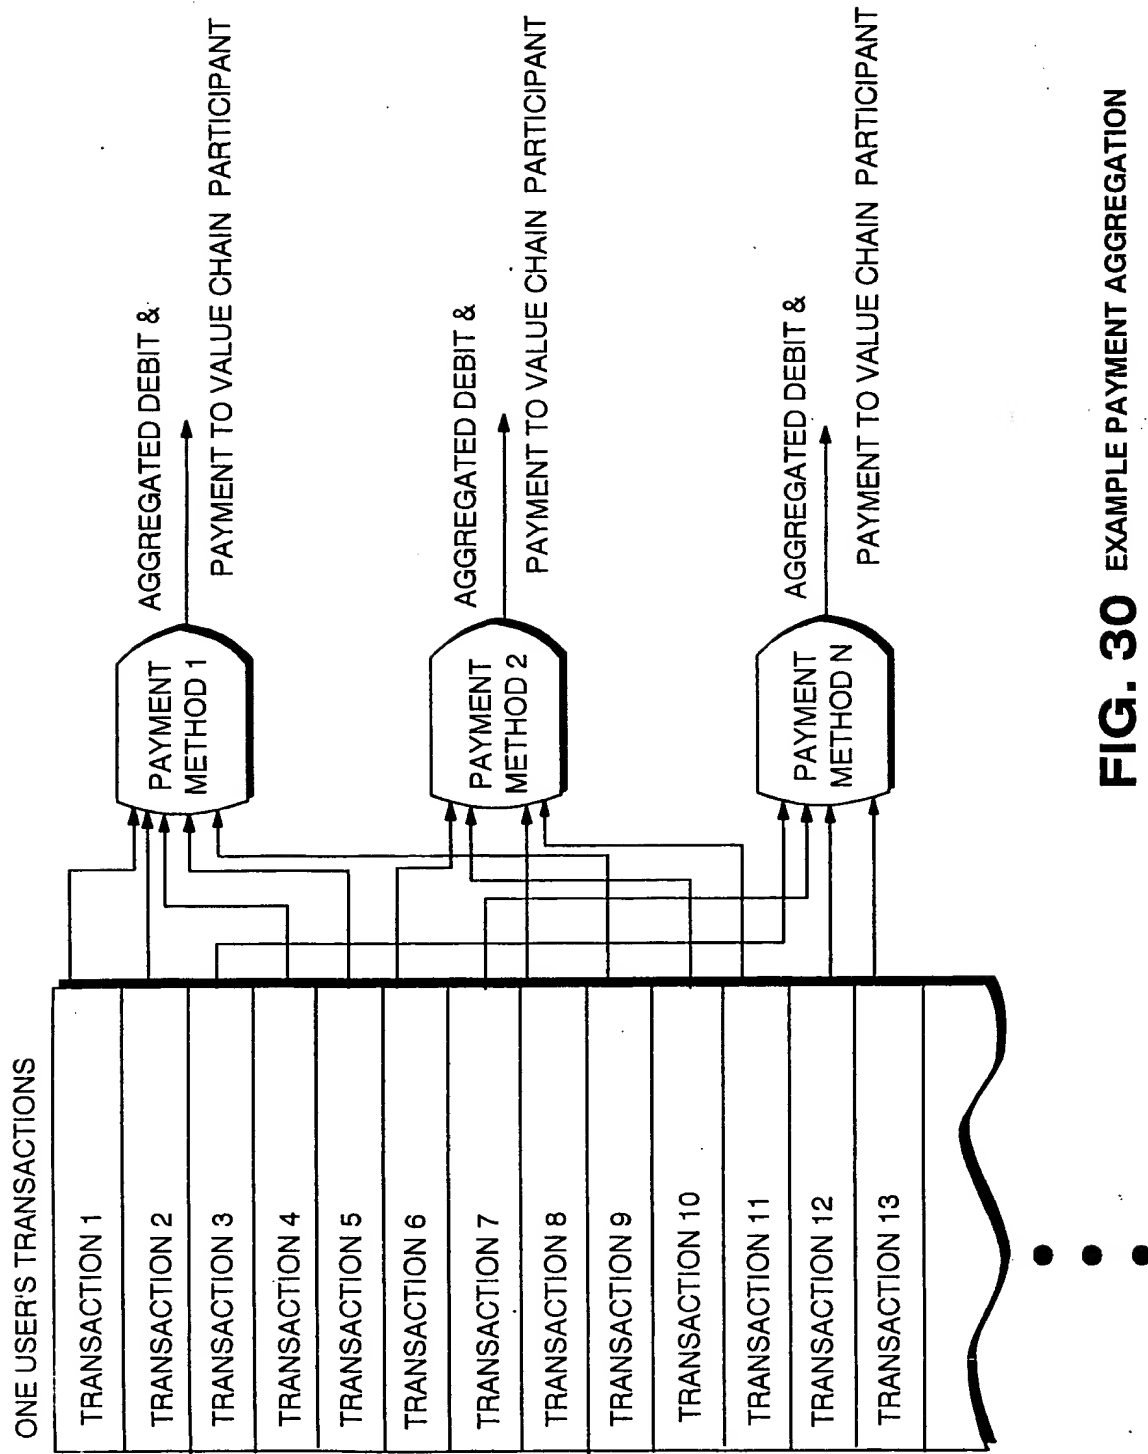 ONE USER'S TRANSACTIONS
TRANSACTION 1
TRANSACTION 2
TRANSACTION 3
TRANSACTION 4
TRANSACTION 5
TRANSACTION 6
TRANSACTION 7
TRANSACTION 8
TRANSACTION 9
TRANSACTION 10
TRANSACTION 11
TRANSACTION 12
TRANSACTION 13
PAYMENT
METHOD 1
AGGREGATED DEBIT &
PAYMENT TO VALUE CHAIN PARTICIPANT
PAYMENT
METHOD 2
AGGREGATED DEBIT &
PAYMENT TO VALUE CHAIN PARTICIPANT
PAYMENT
METHOD N
AGGREGATED DEBIT &
PAYMENT TO VALUE CHAIN PARTICIPANT
FIG. 30 EXAMPLE PAYMENT AGGREGATION